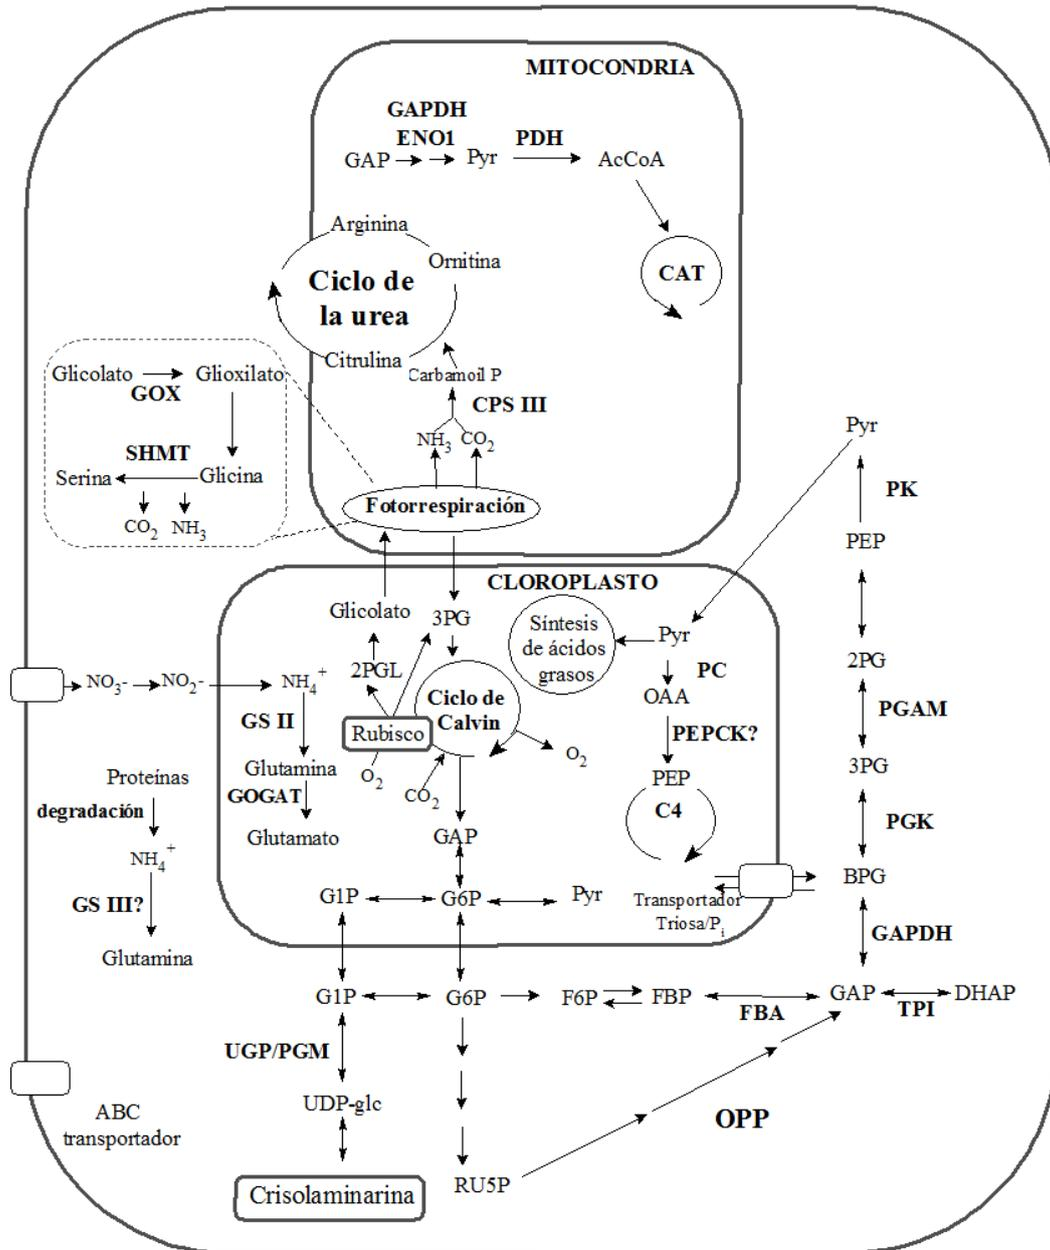 MITOCONDRIA
GAPDH
ENO1
PDH
GAP
Pyr
AcCoA
Arginina
Ornitina
Ciclo de
la urea
CAT
Citrulina
Carbamoil P
CPS III
NH3
CO2
Glicolato
Glioxilato
GOX
SHMT
Serina
Glicina
CO2
NH3
Fotorrespiración
Pyr
PK
PEP
2PG
PGAM
3PG
PGK
BPG
GAPDH
GAP
DHAP
TPI
CLOROPLASTO
Glicolato
3PG
Síntesis
de ácidos
grasos
Pyr
PC
OAA
PEPCK?
PEP
C4
2PGL
Ciclo de
Calvin
Rubisco
O2
CO2
O2
NO3-
NO2-
NH4+
GS II
Glutamina
GOGAT
Glutamato
GAP
G1P
G6P
Pyr
Transportador
Triosa/Pi
Proteínas
degradación
NH4+
GS III?
Glutamina
G1P
G6P
F6P
FBP
FBA
UGP/PGM
UDP-glc
Crisolaminarina
RU5P
OPP
ABC
transportador